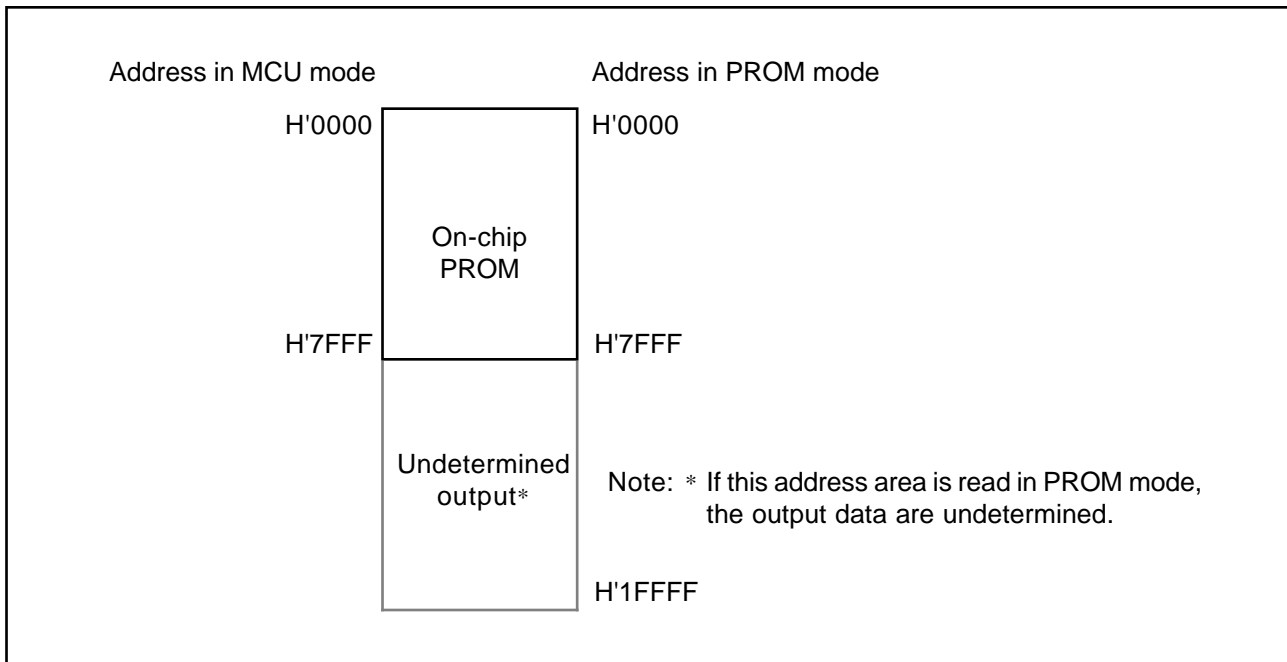 Address in MCU mode
Address in PROM mode
H'0000
H'0000
On-chip
PROM
H'7FFF
H'7FFF
Undetermined
output*
Note: * If this address area is read in PROM mode,
the output data are undetermined.
H'1FFFF